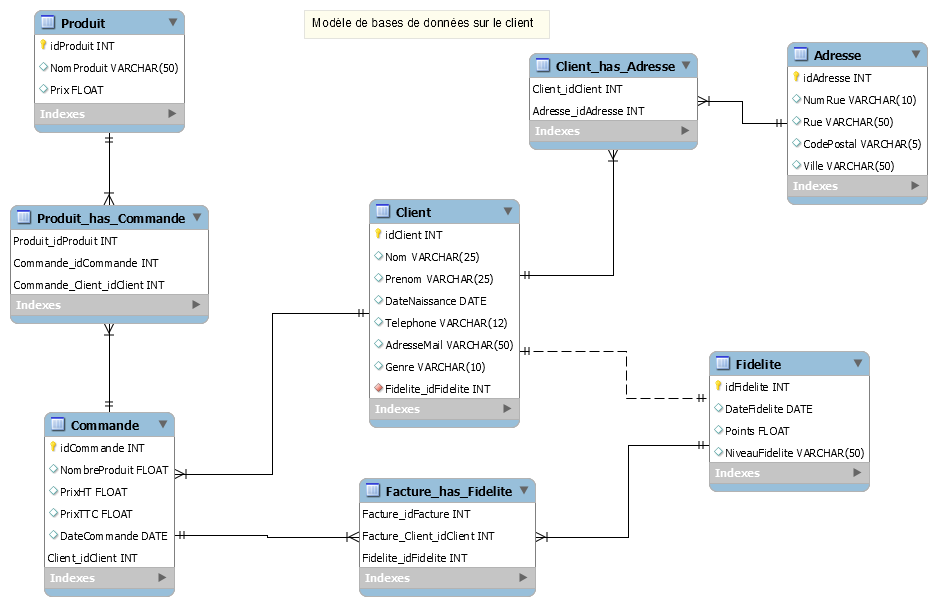 Modèle de bases de données sur le client
Produit
idProduit INT
NomProduit VARCHAR(50)
Prix FLOAT
Indexes
Client_has_Adresse
Client_idClient INT
Adresse_idAdresse INT
Indexes
Adresse
idAdresse INT
NumRue VARCHAR(10)
Rue VARCHAR(50)
CodePostal VARCHAR(5)
Ville VARCHAR(50)
Indexes
Produit_has_Commande
Produit_idProduit INT
Commande_idCommande INT
Commande_Client_idClient INT
Indexes
Client
idClient INT
Nom VARCHAR(25)
Prenom VARCHAR(25)
DateNaissance DATE
Telephone VARCHAR(12)
AdresseMail VARCHAR(50)
Genre VARCHAR(10)
Fidelite_idFidelite INT
Indexes
Fidelite
idFidelite INT
DateFidelite DATE
Points FLOAT
NiveauFidelite VARCHAR(50)
Indexes
Commande
idCommande INT
NombreProduit FLOAT
PrixHT FLOAT
PrixTTC FLOAT
DateCommande DATE
Client_idClient INT
Indexes
Facture_has_Fidelite
Facture_idFacture INT
Facture_Client_idClient INT
Fidelite_idFidelite INT
Indexes